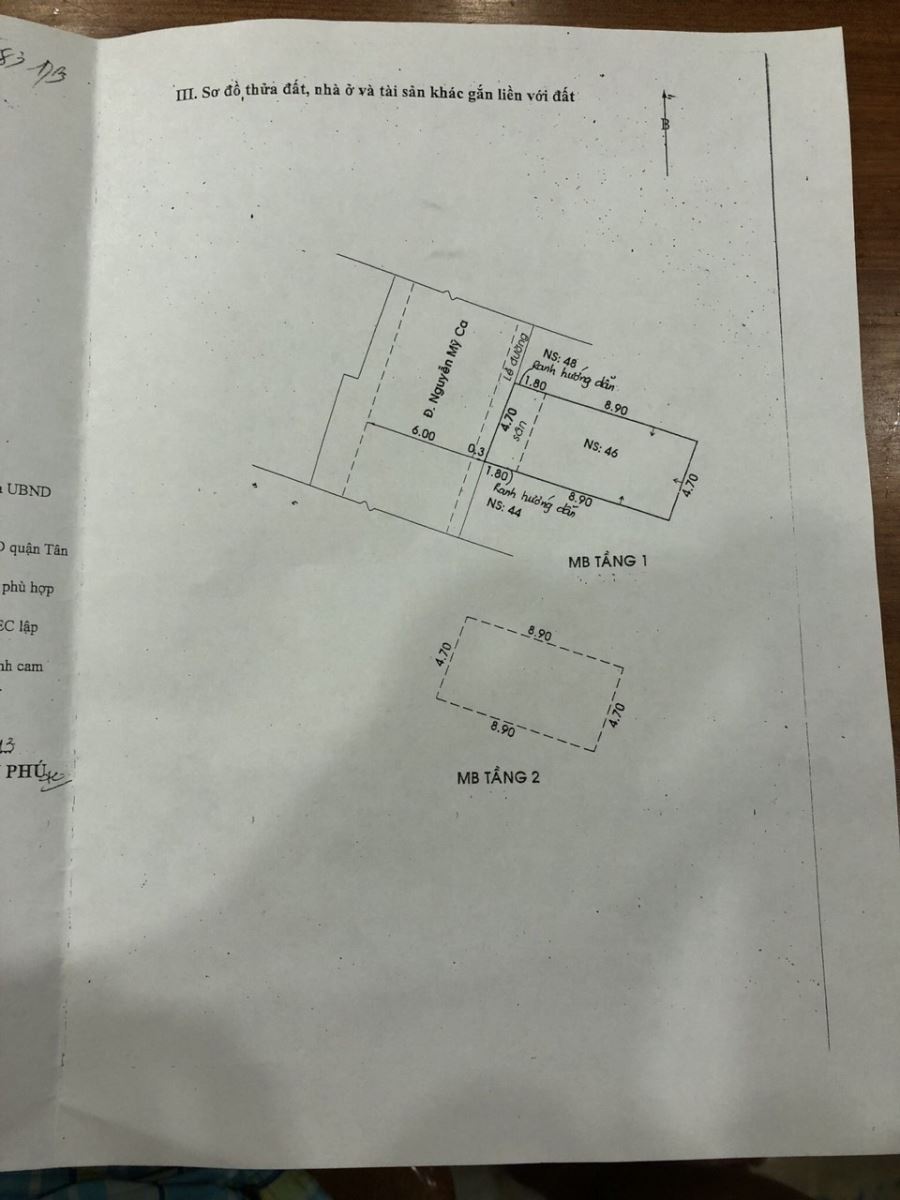 III. Sơ đồ thửa đất, nhà ở và tài sản khác gắn liền với đất
B
Đ. Nguyễn Mỹ Ca
Lề đường
NS: 48
Ranh hướng dẫn
1.80
8.90
4.70
sân
6.00
0.3
NS: 46
4.70
1.80
8.90
Ranh hướng dẫn
NS: 44
MB TẦNG 1
8.90
4.70
4.70
8.90
MB TẦNG 2
UBND
quận Tân
phù hợp
EC lập
nh cam
PHÚ